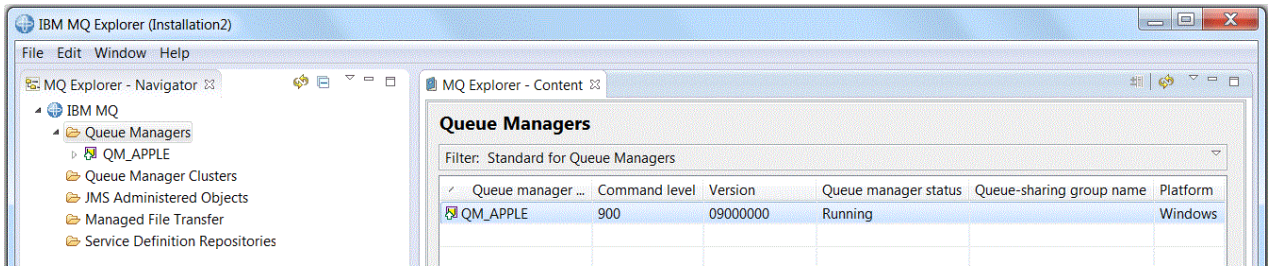 IBM MQ Explorer (Installation2)
File Edit Window Help
MQ Explorer - Navigator
IBM MQ
Queue Managers
QM_APPLE
Queue Manager Clusters
JMS Administered Objects
Managed File Transfer
Service Definition Repositories
MQ Explorer - Content
Queue Managers
Filter: Standard for Queue Managers
Queue manager ... Command level Version Queue manager status Queue-sharing group name Platform
QM_APPLE 900 09000000 Running Windows